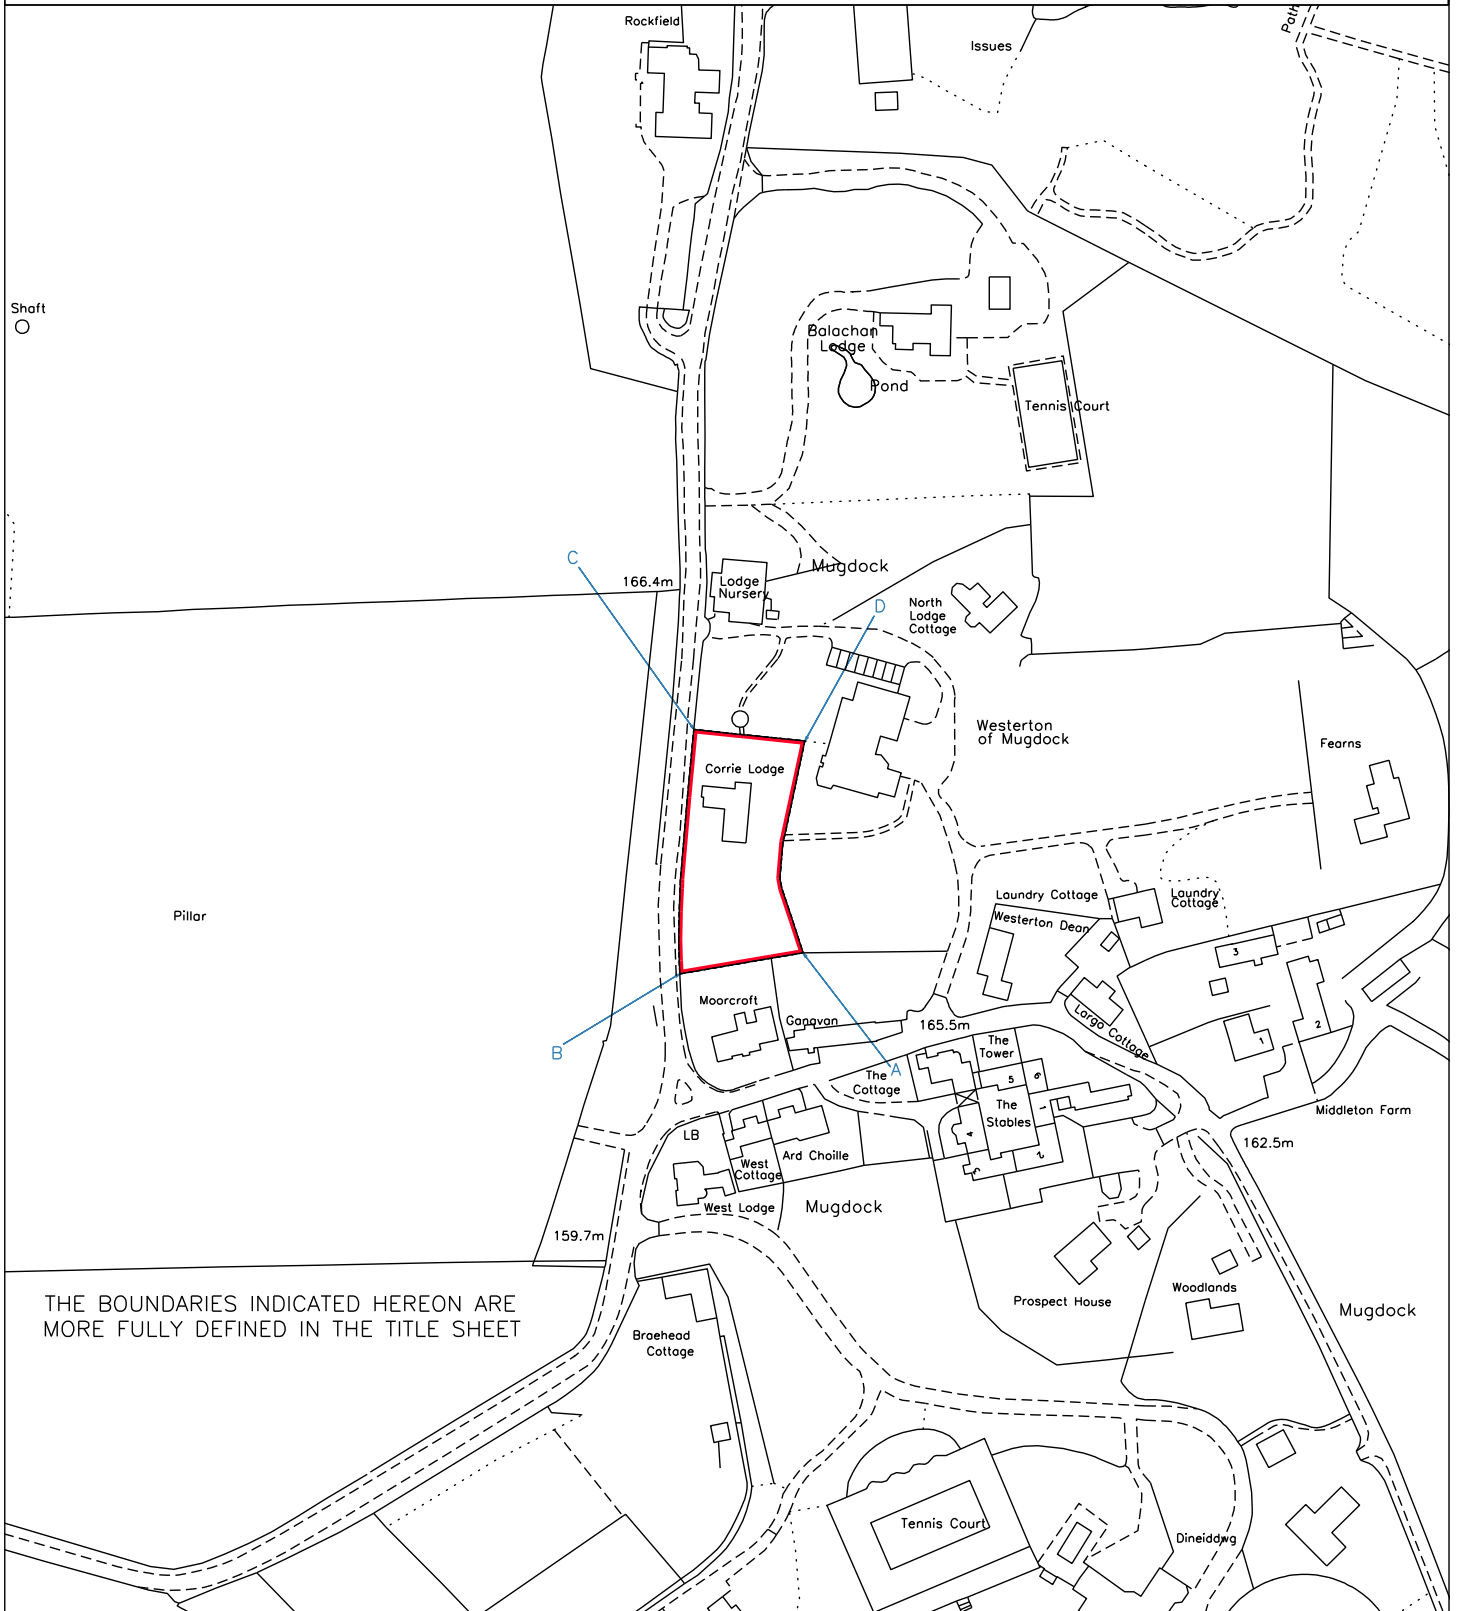 Rockfield
Issues
Path
Shaft
Balachan
Lodge
Pond
Tennis Court
C
166.4m
Lodge
Nursery
Mugdock
D
North
Lodge
Cottage
Westerton
of Mugdock
Fearns
Corrie Lodge
Pillar
Laundry Cottage
Laundry
Cottage
Westerton Dean
3
Moorcroft
Ganavan
165.5m
Largo Cottage
1
2
B
A
The
Cottage
The
Tower
5
6
The
Stables
1
4
3
2
Middleton Farm
162.5m
LB
West
Cottage
Ard Choille
West Lodge
Mugdock
159.7m
Prospect House
Woodlands
Mugdock
THE BOUNDARIES INDICATED HEREON ARE
MORE FULLY DEFINED IN THE TITLE SHEET
Braehead
Cottage
Tennis Court
Dineiddwg